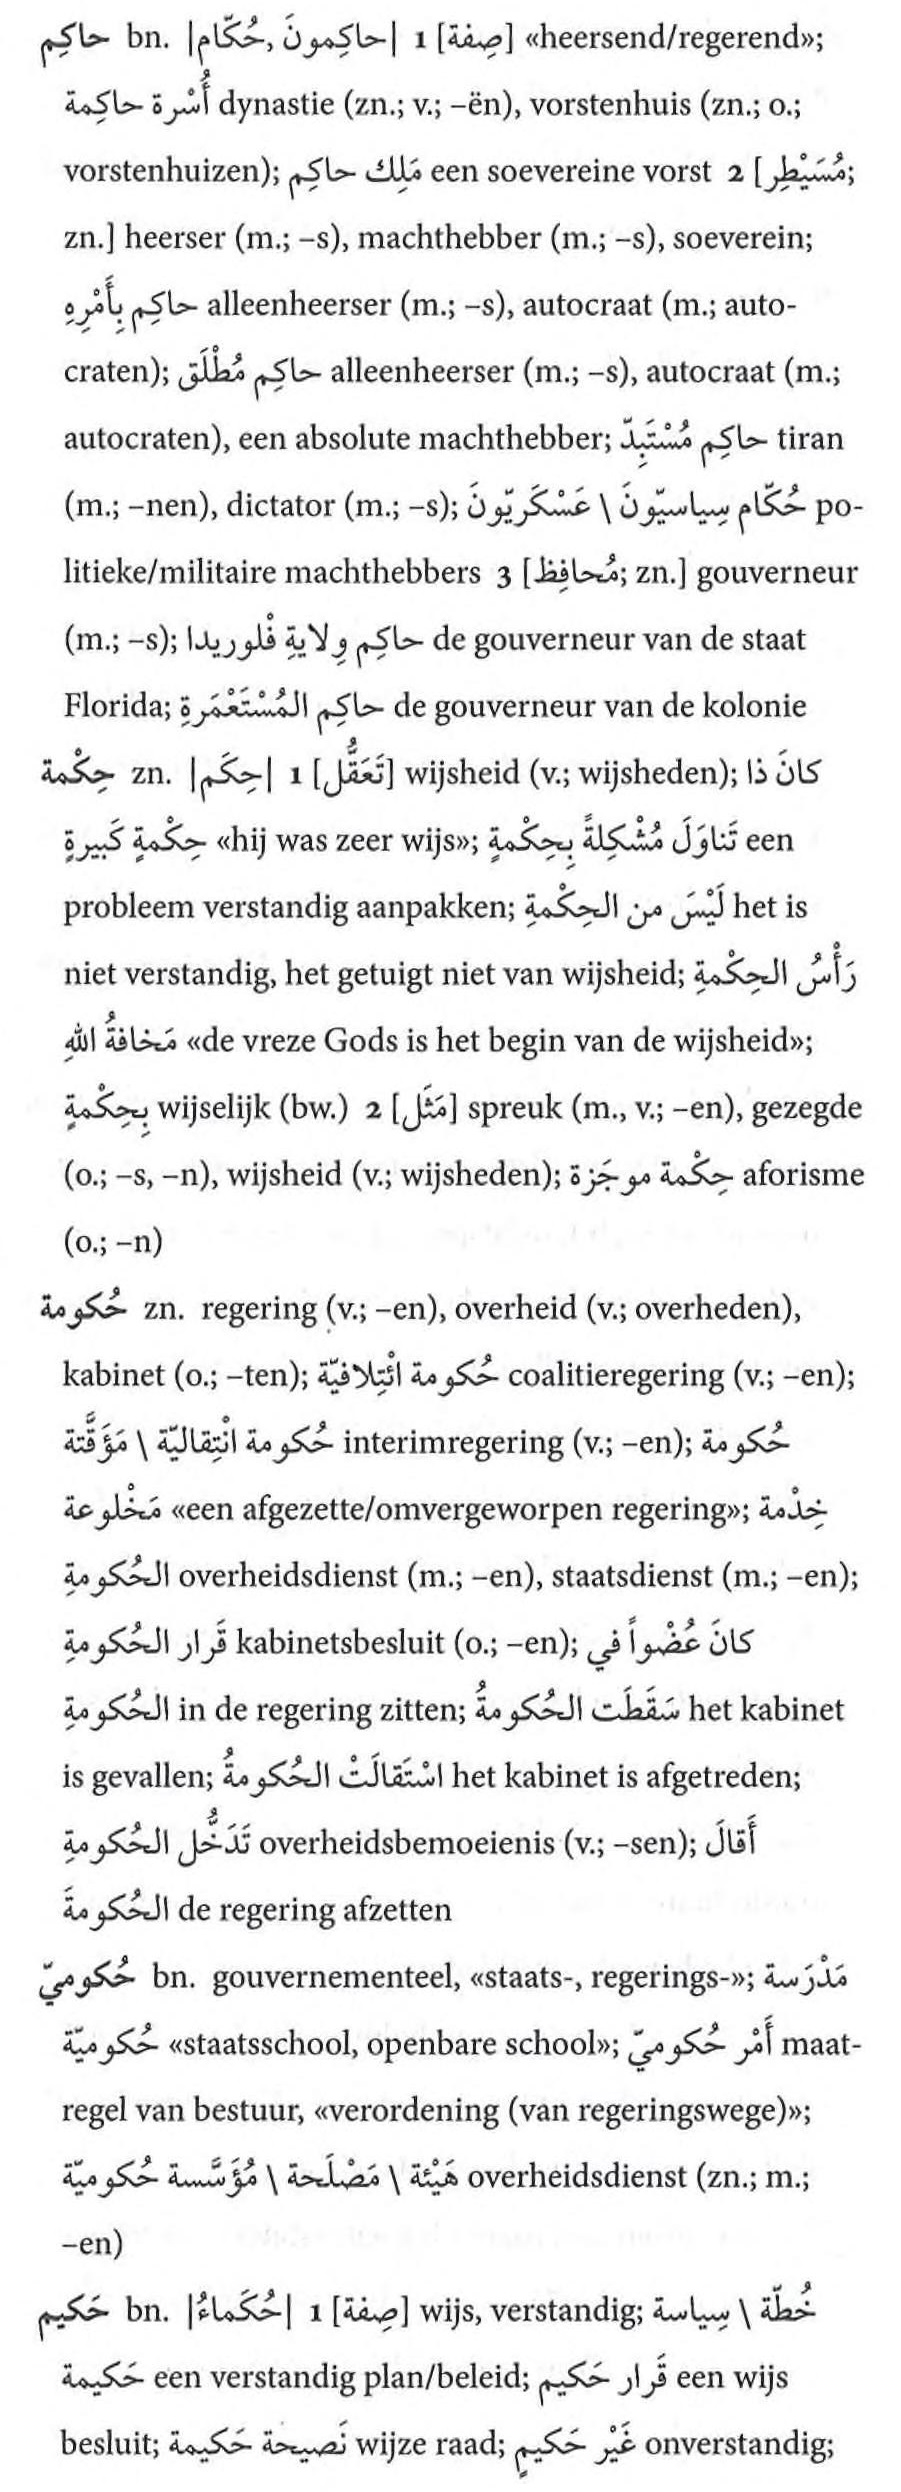 حاكِم bn. |حاكِمونَ, حُكّام| 1 [صِفة] «heersend/regerend»;
أُسْرة حاكِمة dynastie (zn.; v.; –ën), vorstenhuis (zn.; o.;
vorstenhuizen); مَلِك حاكِم een soevereine vorst 2 [مُسَيْطِر;
zn.] heerser (m.; –s), machthebber (m.; –s), soeverein;
حاكِم بِأَمْرِهِ alleenheerser (m.; –s), autocraat (m.; auto-
craten); حاكِم مُطْلَق alleenheerser (m.; –s), autocraat (m.;
autocraten), een absolute machthebber; حاكِم مُسْتَبِدّ tiran
(m.; –nen), dictator (m.; –s); حُكّام سِياسيّونَ \ عَسْكَريّونَ po-
litieke/militaire machthebbers 3 [مُحافِظ; zn.] gouverneur
(m.; –s); حاكِم وِلايةِ فْلوريدا de gouverneur van de staat
Florida; حاكِم المُسْتَعْمَرةِ de gouverneur van de kolonie
حِكْمة zn. |حِكَم| 1 [تَعَقُّل] wijsheid (v.; wijsheden); كانَ ذا
حِكْمةٍ كَبيرةٍ «hij was zeer wijs»; تَناوَلَ مُشْكِلةً بِحِكْمةٍ een
probleem verstandig aanpakken; لَيْسَ من الحِكْمةِ het is
niet verstandig, het getuigt niet van wijsheid; رَأْسُ الحِكْمةِ
مَخافةُ اللهِ «de vreze Gods is het begin van de wijsheid»;
بِحِكْمةٍ wijselijk (bw.) 2 [مَثَل] spreuk (m., v.; –en), gezegde
(o.; –s, –n), wijsheid (v.; wijsheden); حِكْمة موجَزة aforisme
(o.; –n)
حُكومة zn. regering (v.; –en), overheid (v.; overheden),
kabinet (o.; –ten); حُكومة ائْتِلافيّة coalitieregering (v.; –en);
حُكومة انْتِقاليّة \ مَؤَقَّتة interimregering (v.; –en); حُكومة
مَخْلوعة «een afgezette/omvergeworpen regering»; خِدْمة
الحُكومةِ overheidsdienst (m.; –en), staatsdienst (m.; –en);
قَرار الحُكومةِ kabinetsbesluit (o.; –en); كانَ عُضْواً في
الحُكومةِ in de regering zitten; سَقَطَت الحُكومةُ het kabinet
is gevallen; اسْتَقالَتْ الحُكومةُ het kabinet is afgetreden;
تَدَخُّل الحُكومةِ overheidsbemoeienis (v.; –sen); أَقالَ
الحُكومةَ de regering afzetten
حُكوميّ bn. gouvernementeel, «staats-, regerings-»; مَدْرَسة
حُكوميّة «staatsschool, openbare school»; أَمْر حُكوميّ maat-
regel van bestuur, «verordening (van regeringswege)»;
هَيْئة \ مَصْلَحة \ مُؤَسَّسة حُكوميّة overheidsdienst (zn.; m.;
–en)
حَكيم bn. |حُكَماءُ| 1 [صِفة] wijs, verstandig; خُطّة \ سِياسة
حَكيمة een verstandig plan/beleid; قَرار حَكيم een wijs
besluit; نَصيحة حَكيمة wijze raad; غَيْر حَكيمٍ onverstandig;